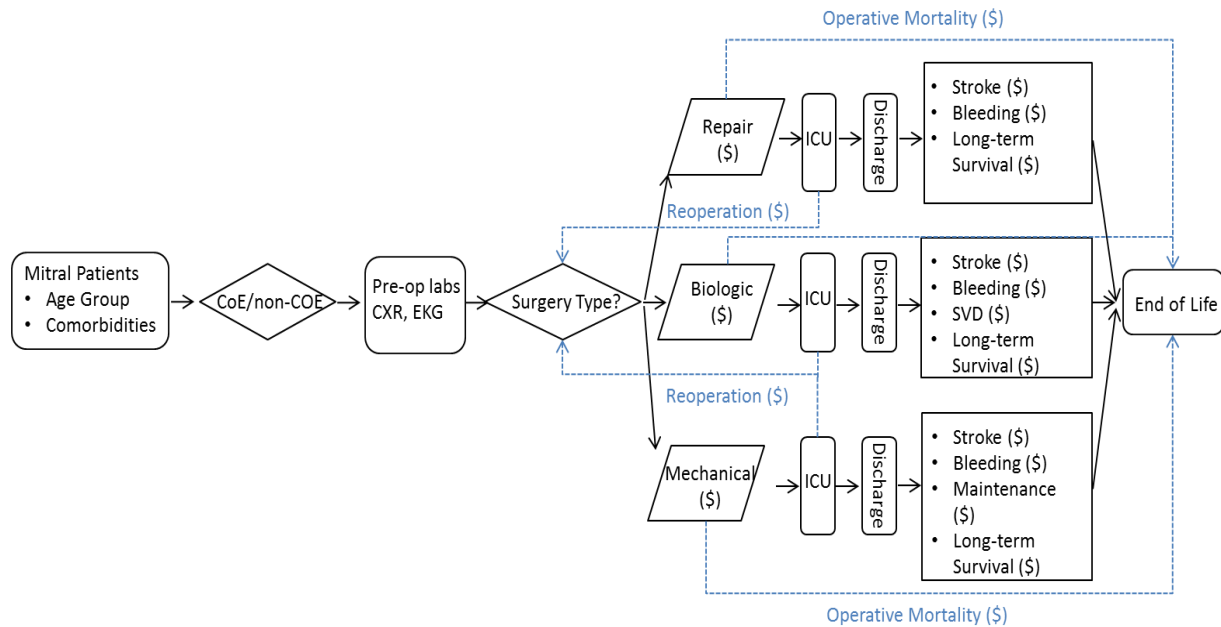 Operative Mortality ($)
Mitral Patients
• Age Group
• Comorbidities
CoE/non-COE
Pre-op labs
CXR, EKG
Surgery Type?
Reoperation ($)
Reoperation ($)
Repair
($)
ICU
Discharge
• Stroke ($)
• Bleeding ($)
• Long-term
Survival ($)
Biologic
($)
ICU
Discharge
• Stroke ($)
• Bleeding ($)
• SVD ($)
• Long-term
Survival ($)
Mechanical
($)
ICU
Discharge
• Stroke ($)
• Bleeding ($)
• Maintenance
($)
• Long-term
Survival ($)
End of Life
Operative Mortality ($)